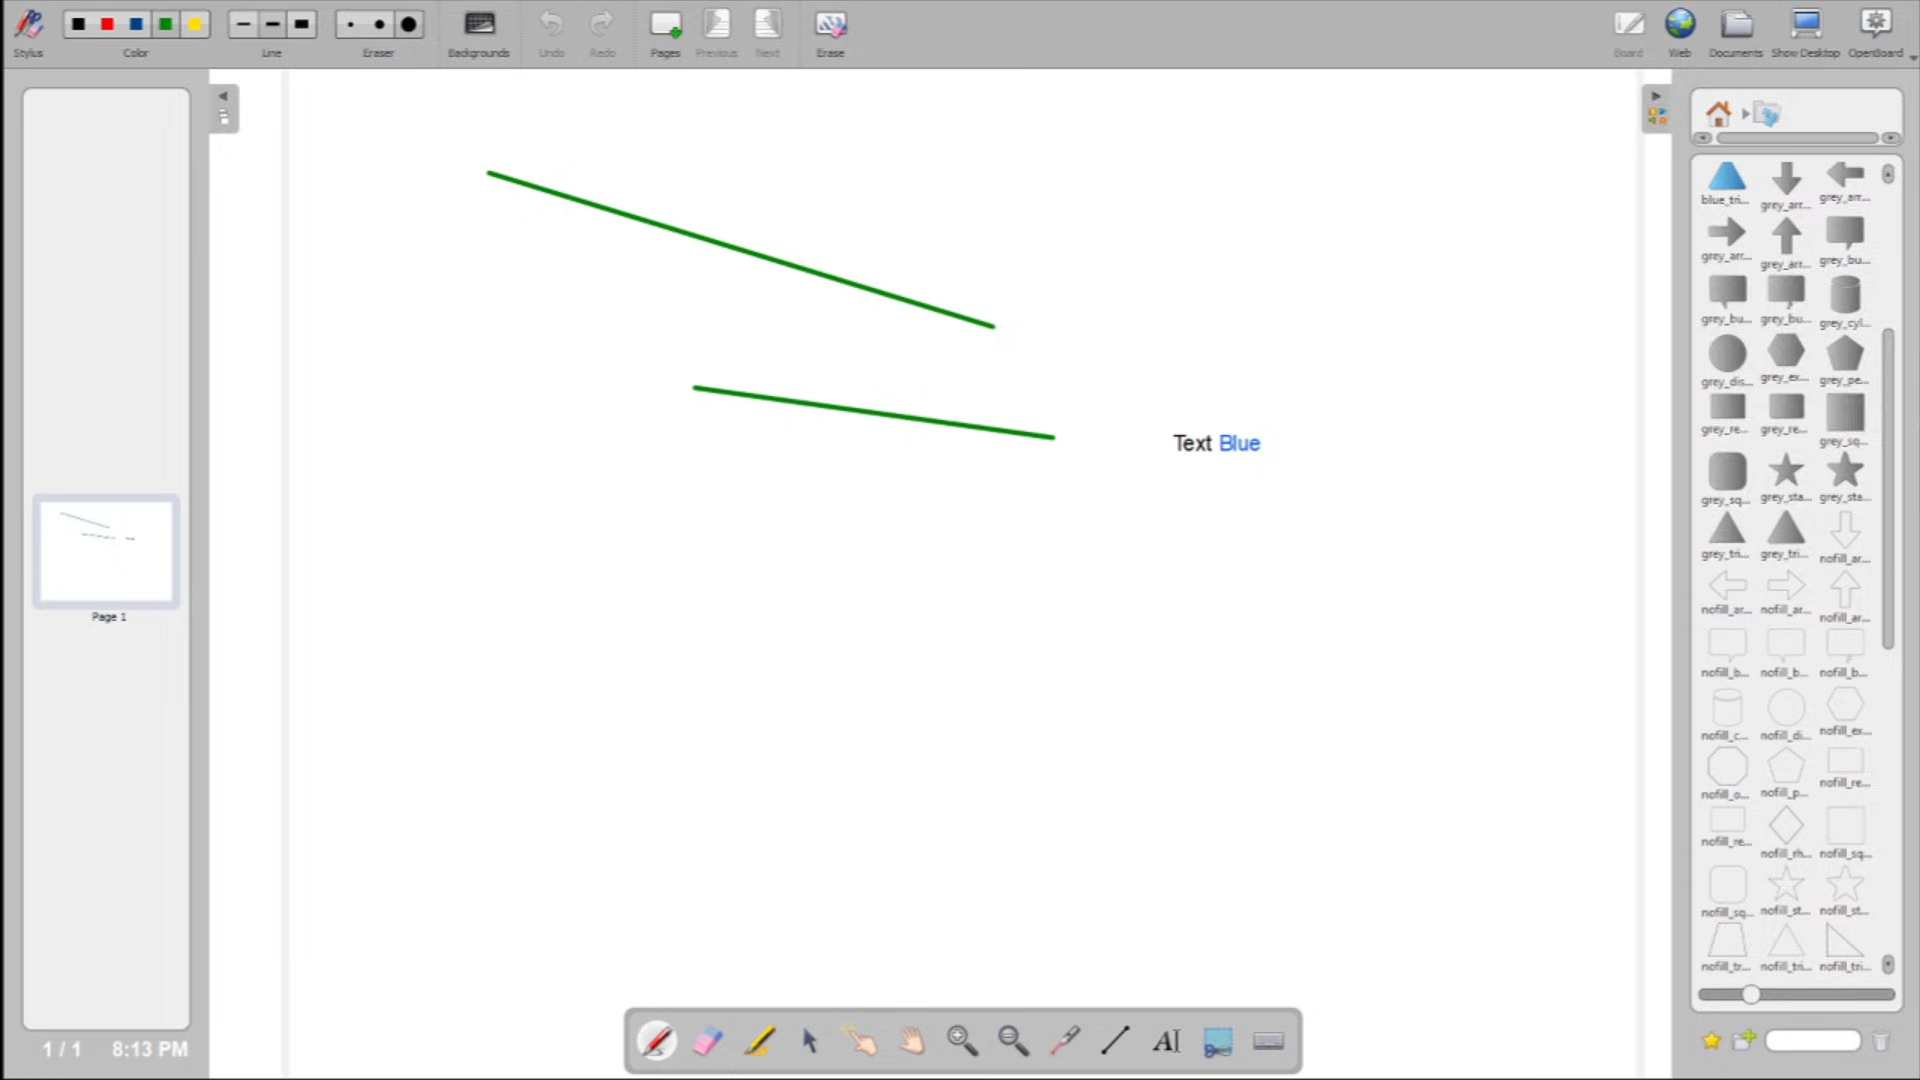 Stylus
Color
Line
Eraser
Backgrounds
Undo
Redo
Pages
Previous
Next
Erase
Board
Web
Documents
Show Desktop
OpenBoard
Text Blue
Page 1
1 / 1 8:13 PM
blue_tri... grey_arr... grey_arr...
grey_arr... grey_arr... grey_bu...
grey_bu... grey_bu... grey_cyl...
grey_dis... grey_ex... grey_pe...
grey_re... grey_re... grey_sq...
grey_sq... grey_sta... grey_sta...
grey_tri... grey_tri... nofill_ar...
nofill_ar... nofill_ar... nofill_ar...
nofill_b... nofill_b... nofill_b...
nofill_c... nofill_di... nofill_ex...
nofill_o... nofill_p... nofill_re...
nofill_re... nofill_rh... nofill_sq...
nofill_sq... nofill_st... nofill_st...
nofill_tr... nofill_tri... nofill_tri...
AI